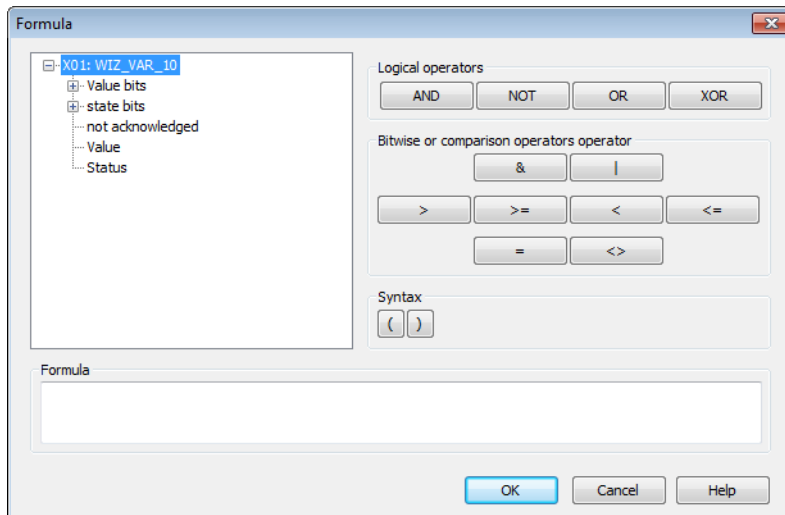 Formula
X01: WIZ_VAR_10
Value bits
state bits
not acknowledged
Value
Status
Logical operators
AND NOT OR XOR
Bitwise or comparison operators operator
& |
> >= < <=
= <>
Syntax
( )
Formula
OK Cancel Help